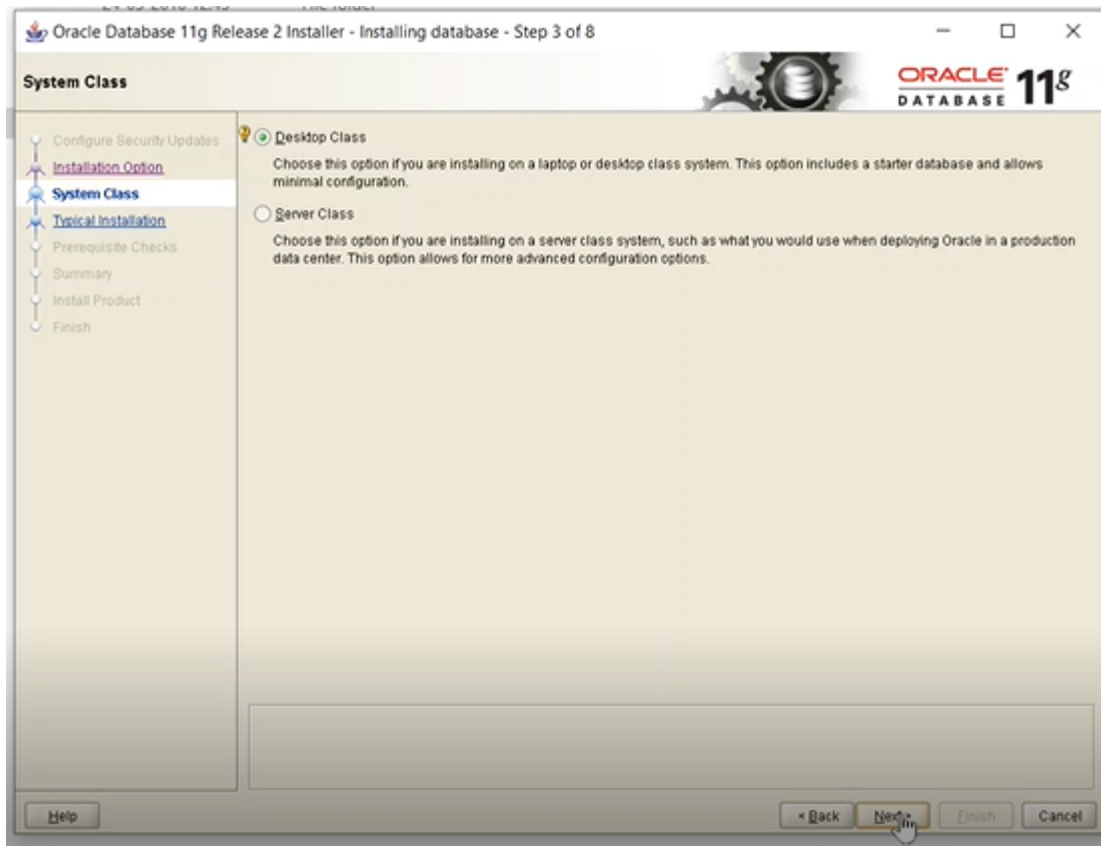 Oracle Database 11g Release 2 Installer - Installing database - Step 3 of 8
System Class
ORACLE
DATABASE
11g
Configure Security Updates
Installation Option
System Class
Typical Installation
Prerequisite Checks
Summary
Install Product
Finish
Desktop Class
Choose this option if you are installing on a laptop or desktop class system. This option includes a starter database and allows
minimal configuration.
Server Class
Choose this option if you are installing on a server class system, such as what you would use when deploying Oracle in a production
data center. This option allows for more advanced configuration options.
Help
< Back
Next >
Finish
Cancel